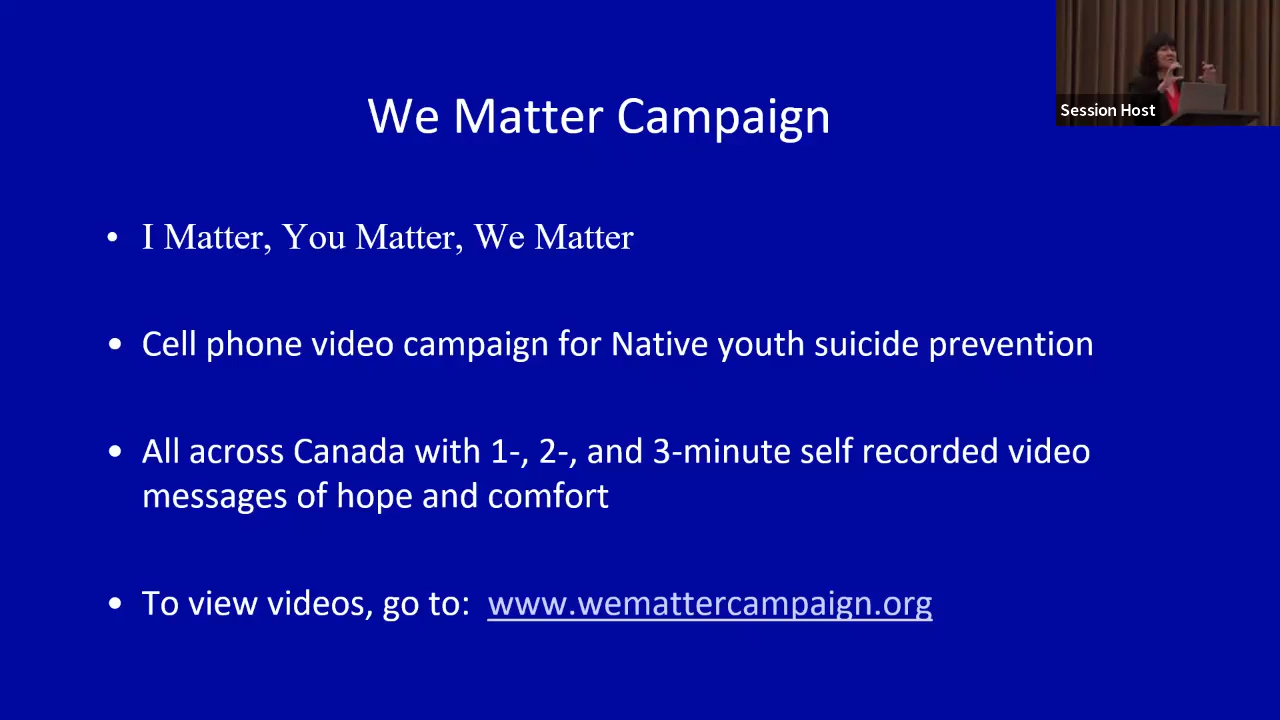 We Matter Campaign
Session Host
• I Matter, You Matter, We Matter
• Cell phone video campaign for Native youth suicide prevention
• All across Canada with 1-, 2-, and 3-minute self recorded video
messages of hope and comfort
• To view videos, go to: www.wemattercampaign.org